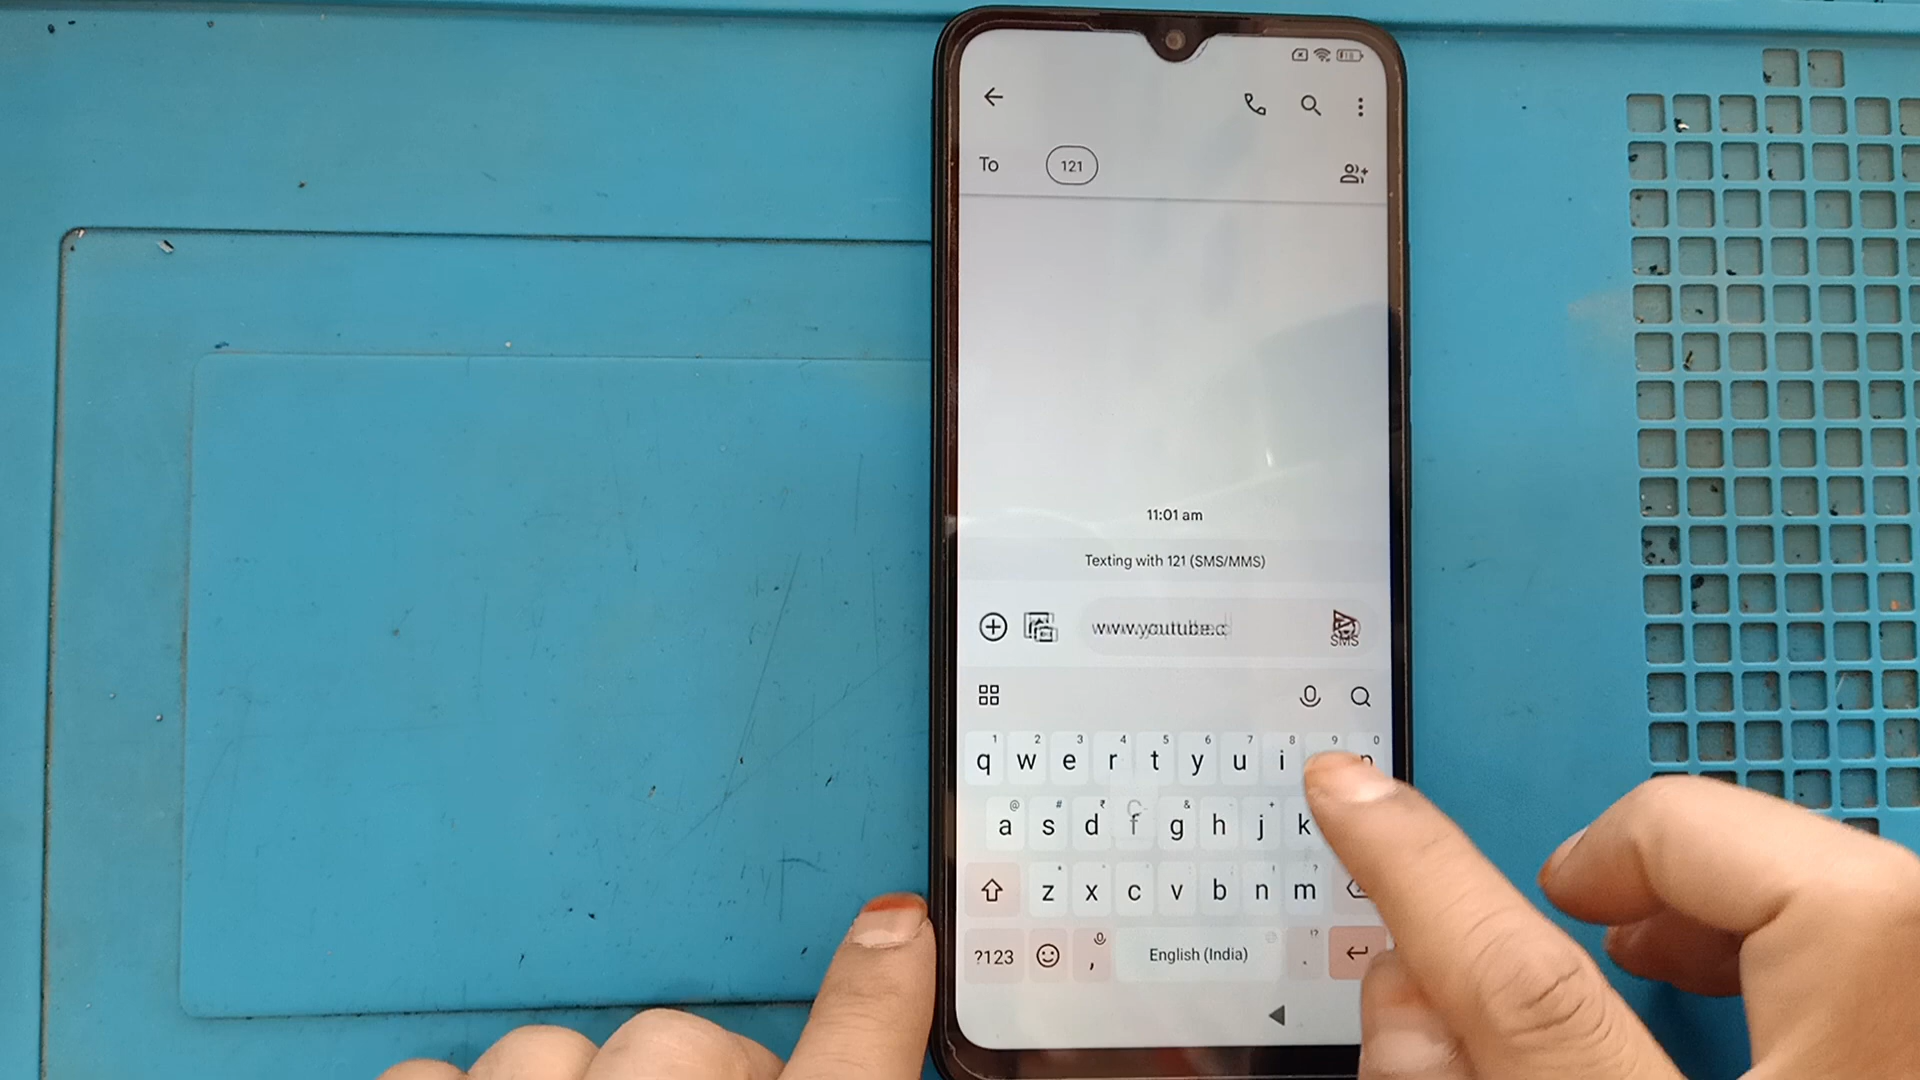 To 121
11:01 am
Texting with 121 (SMS/MMS)
www.youtube.c
SMS
1 2 3 4 5 6 7 8 9 0
q w e r t y u i p
@ # ₹ & - +
a s d f g h j k
z x c v b n m
?123 , English (India) .